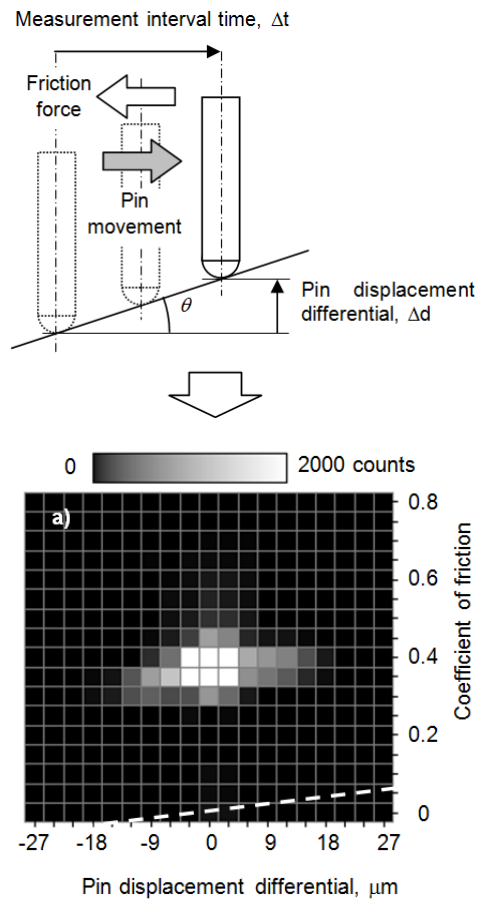 Measurement interval time, Δt
Friction
force
Pin
movement
θ
Pin displacement
differential, Δd
0
2000 counts
a)
0.8
0.6
0.4
0.2
0
Coefficient of friction
-27 -18 -9 0 9 18 27
Pin displacement differential, μm